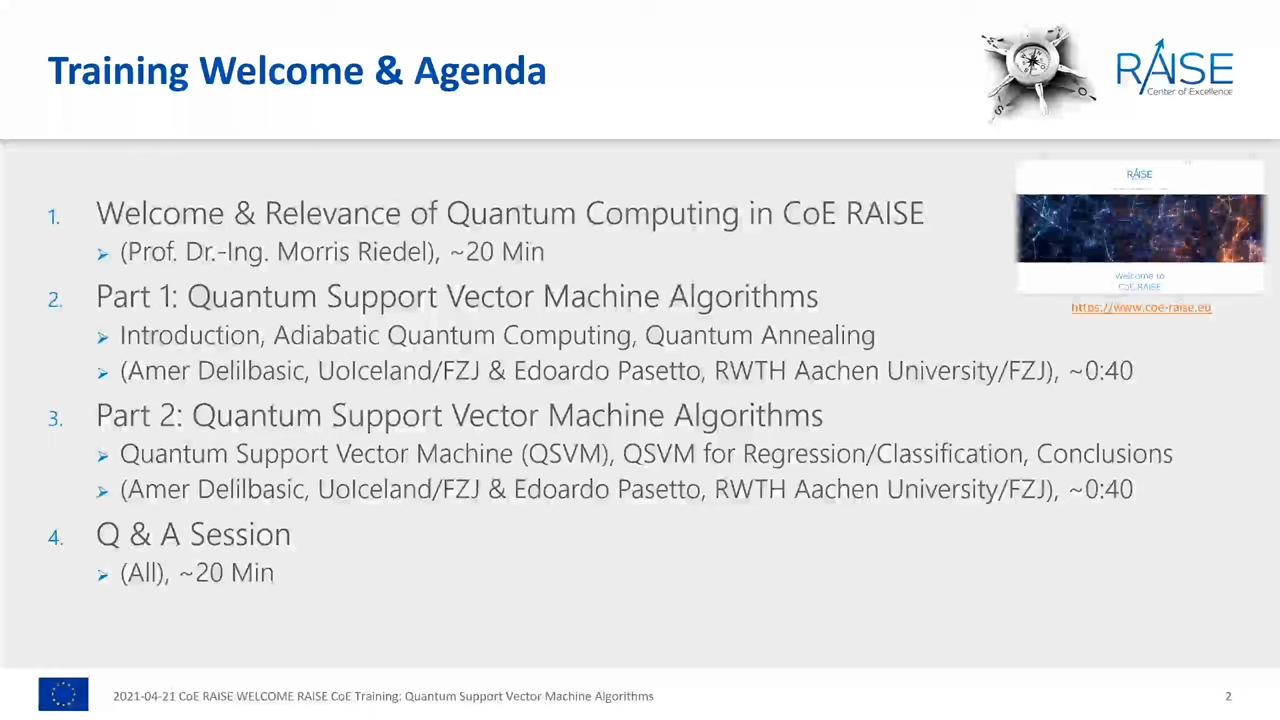 Training Welcome & Agenda
RAISE
Center of Excellence
1. Welcome & Relevance of Quantum Computing in CoE RAISE
➢ (Prof. Dr.-Ing. Morris Riedel), ~20 Min
2. Part 1: Quantum Support Vector Machine Algorithms
➢ Introduction, Adiabatic Quantum Computing, Quantum Annealing
➢ (Amer Delilbasic, UoIceland/FZJ & Edoardo Pasetto, RWTH Aachen University/FZJ), ~0:40
3. Part 2: Quantum Support Vector Machine Algorithms
➢ Quantum Support Vector Machine (QSVM), QSVM for Regression/Classification, Conclusions
➢ (Amer Delilbasic, UoIceland/FZJ & Edoardo Pasetto, RWTH Aachen University/FZJ), ~0:40
4. Q & A Session
➢ (All), ~20 Min
RAISE
Welcome to
CoE RAISE
https://www.coe-raise.eu
2021-04-21 CoE RAISE WELCOME RAISE CoE Training: Quantum Support Vector Machine Algorithms
2